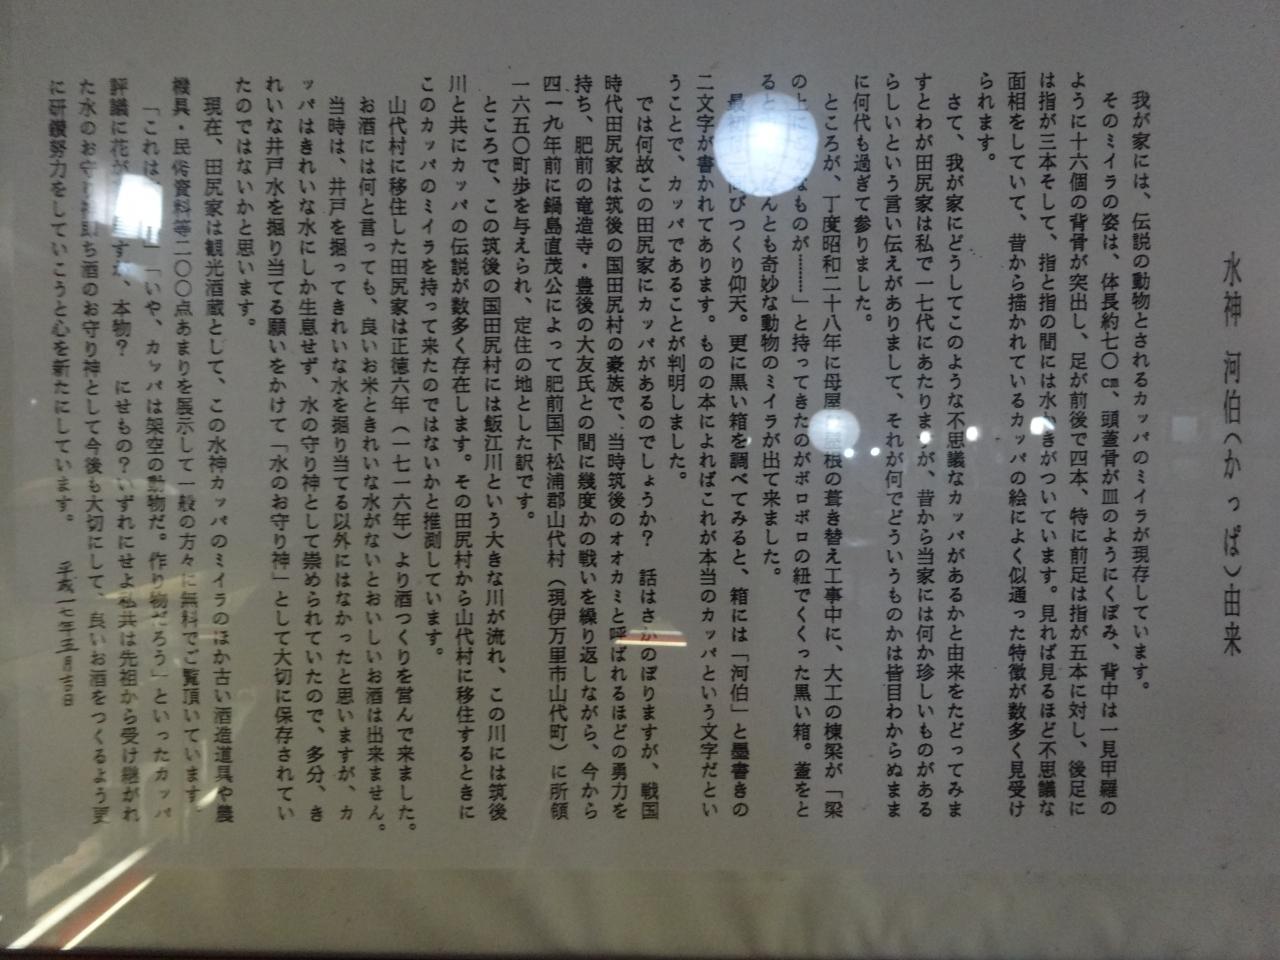 水神 河伯(かっぱ)由来
我が家には、伝説の動物とされるカッパのミイラが現存しています。
そのミイラの姿は、体長約七〇cm、頭蓋骨が皿のようにくぼみ、背中は一見甲羅の
ように十六個の背骨が突出し、足が前後で四本、特に前足は指が五本に対し、後足に
は指が三本そして、指と指の間には水かきがついています。見れば見るほど不思議な
面相をしていて、昔から描かれているカッパの絵によく似通った特徴が数多く見受け
られます。
さて、我が家にどうしてこのような不思議なカッパがあるかと由来をたどってみま
すとわが田尻家は私で一七代にあたりますが、昔から当家には何か珍しいものがある
らしいという言い伝えがありまして、それが何でどういうものかは皆目わからぬまま
に何代も過ぎて参りました。
ところが、丁度昭和二十八年に母屋 屋根の葺き替え工事中に、大工の棟梁が「梁
の上に なものが………」と持ってきたのがボロボロの紐でくくった黒い箱。蓋をと
ると んとも奇妙な動物のミイラが出て来ました。
最初 びつくり仰天。更に黒い箱を調べてみると、箱には「河伯」と墨書きの
二文字が書かれてあります。ものの本によればこれが本当のカッパという文字だとい
うことで、カッパであることが判明しました。
では何故この田尻家にカッパがあるのでしょうか? 話はさかのぼりますが、戦国
時代田尻家は筑後の国田尻村の豪族で、当時筑後のオオカミと呼ばれるほどの勇力を
持ち、肥前の竜造寺・豊後の大友氏との間に幾度かの戦いを繰り返しながら、今から
四一九年前に鍋島直茂公によって肥前国下松浦郡山代村(現伊万里市山代町)に所領
一六五〇町歩を与えられ、定住の地とした訳です。
ところで、この筑後の国田尻村には飯江川という大きな川が流れ、この川には筑後
川と共にカッパの伝説が数多く存在します。その田尻村から山代村に移住するときに
このカッパのミイラを持って来たのではないかと推測しています。
山代村に移住した田尻家は正徳六年(一七一六年)より酒つくりを営んで来ました。
お酒には何と言っても、良いお米ときれいな水がないとおいしいお酒は出来ません。
当時は、井戸を掘ってきれいな水を掘り当てる以外にはなかったと思いますが、カ
ッパはきれいな水にしか生息せず、水の守り神として崇められていたので、多分、き
れいな井戸水を掘り当てる願いをかけて「水のお守り神」として大切に保存されてい
たのではないかと思います。
現在、田尻家は観光酒蔵として、この水神カッパのミイラのほか古い酒造道具や農
機具・民俗資料等二〇〇点あまりを展示して一般の方々に無料でご覧頂いています。
「これは 」「いや、カッパは架空の動物だ。作り物だろう」といったカッパ
評議に花が ますが、本物? にせもの?いずれにせよ私共は先祖から受け継がれ
た水のお守り神即ち酒のお守り神として今後も大切にして、良いお酒をつくるよう更
に研鑽努力をしていこうと心を新たにしています。 平成一七年五月吉日